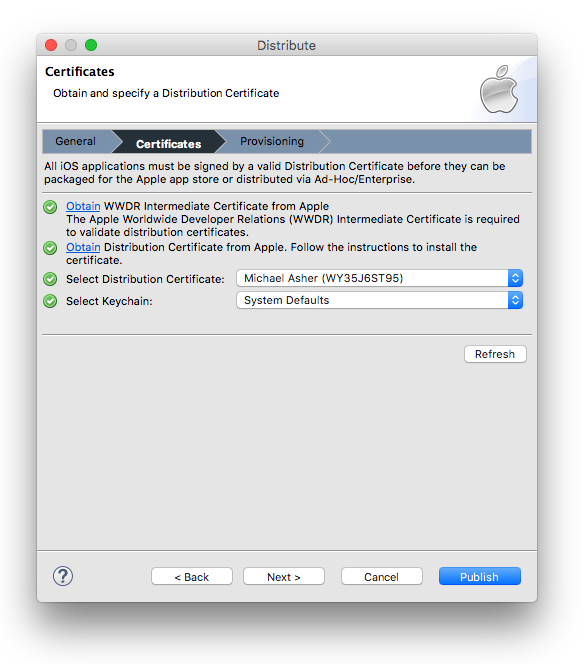 Distribute
Certificates
Obtain and specify a Distribution Certificate
General
Certificates
Provisioning
All iOS applications must be signed by a valid Distribution Certificate before they can be
packaged for the Apple app store or distributed via Ad-Hoc/Enterprise.
Obtain WWDR Intermediate Certificate from Apple
The Apple Worldwide Developer Relations (WWDR) Intermediate Certificate is required
to validate distribution certificates.
Obtain Distribution Certificate from Apple. Follow the instructions to install the
certificate.
Select Distribution Certificate: Michael Asher (WY35J6ST95)
Select Keychain: System Defaults
Refresh
? < Back Next > Cancel Publish